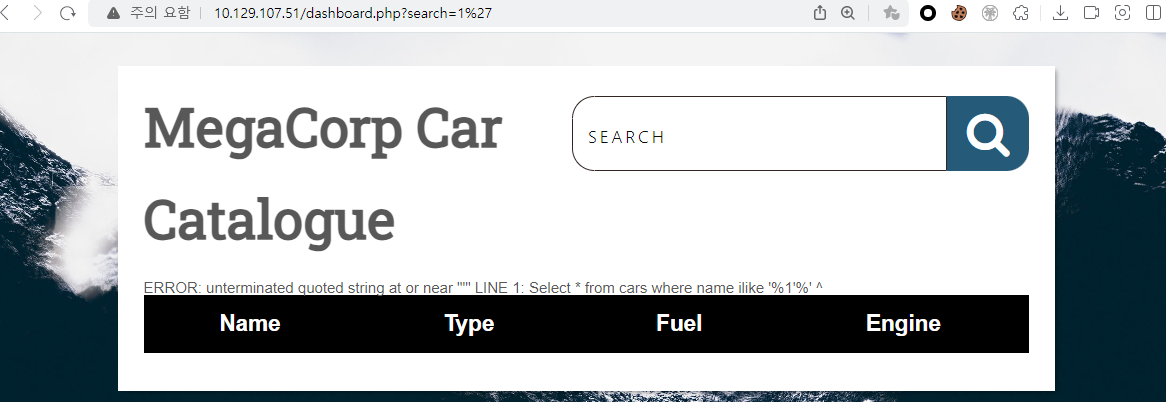 주의 요함 10.129.107.51/dashboard.php?search=1%27
MegaCorp Car
Catalogue
SEARCH
ERROR: unterminated quoted string at or near "'" LINE 1: Select * from cars where name ilike '%1'%' ^
Name Type Fuel Engine